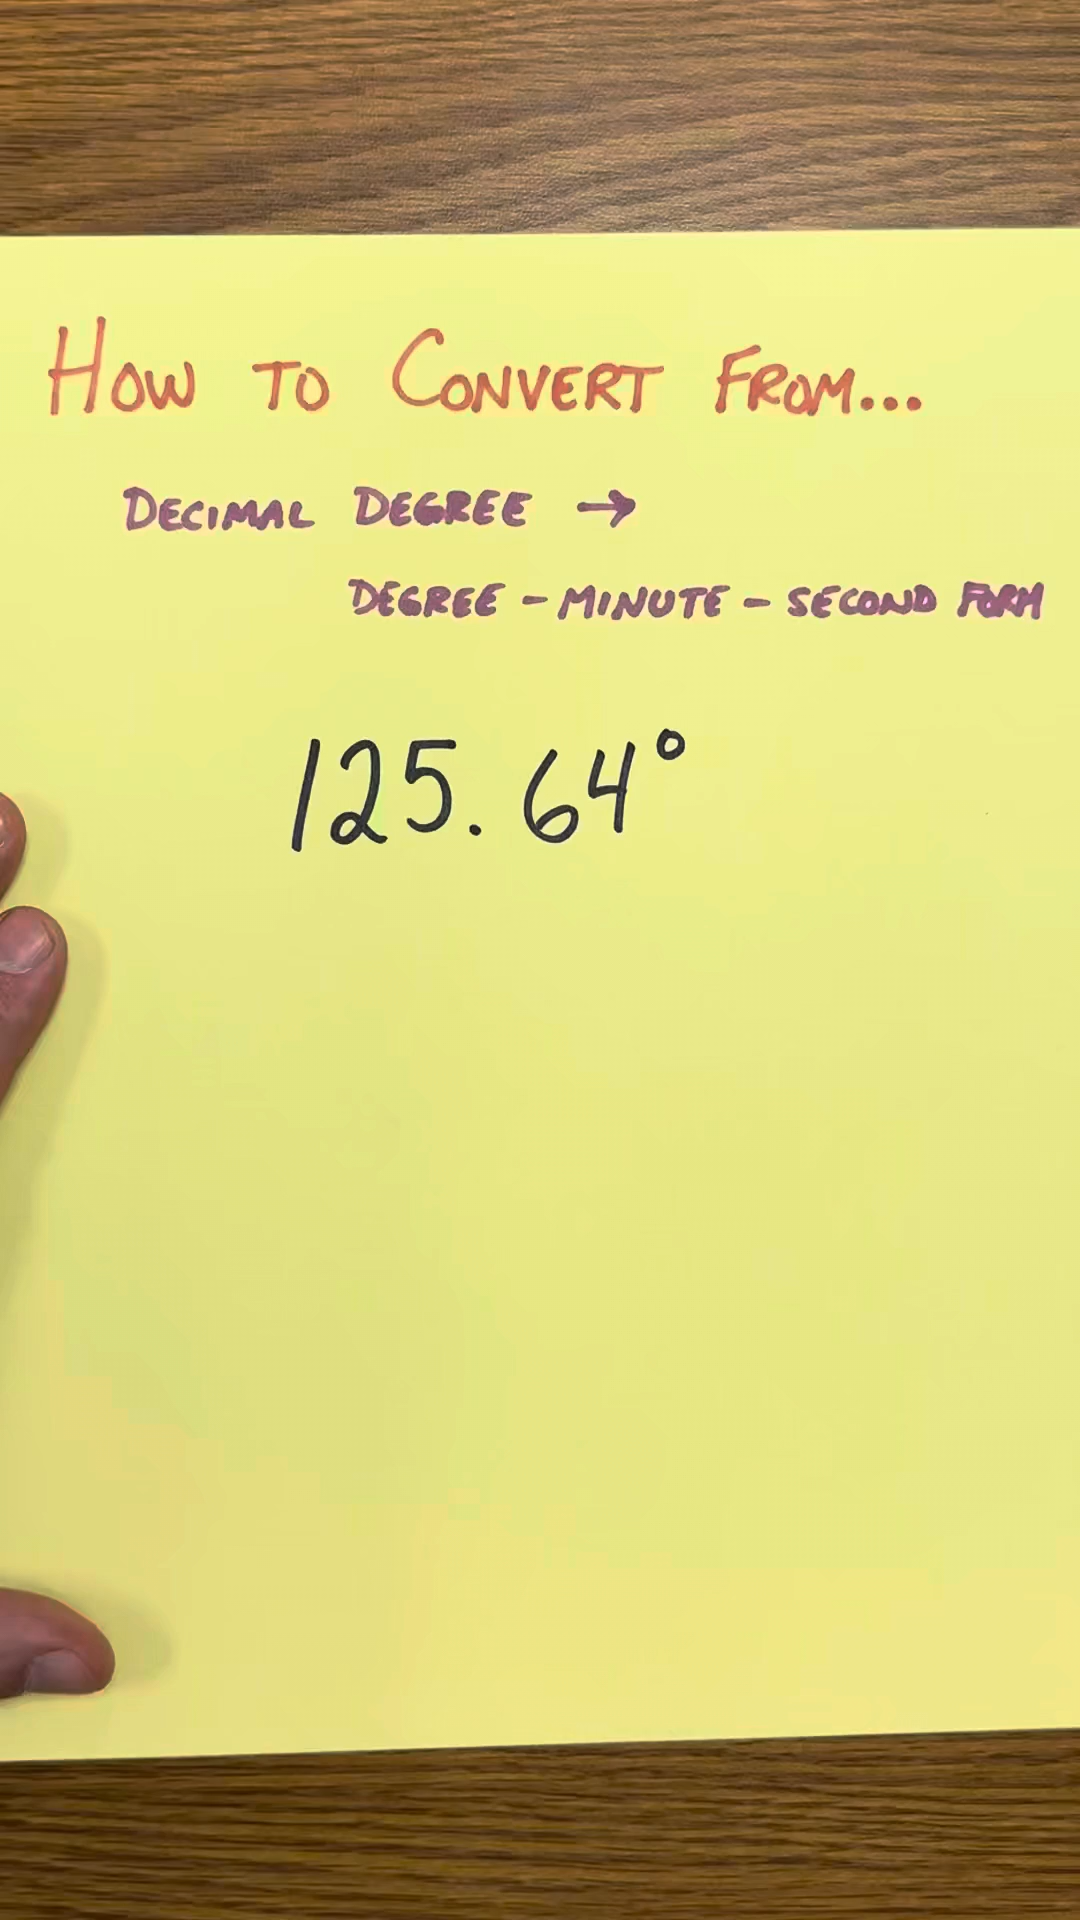 HOW TO CONVERT FROM...
DECIMAL DEGREE →
DEGREE - MINUTE - SECOND FORM
125.64°